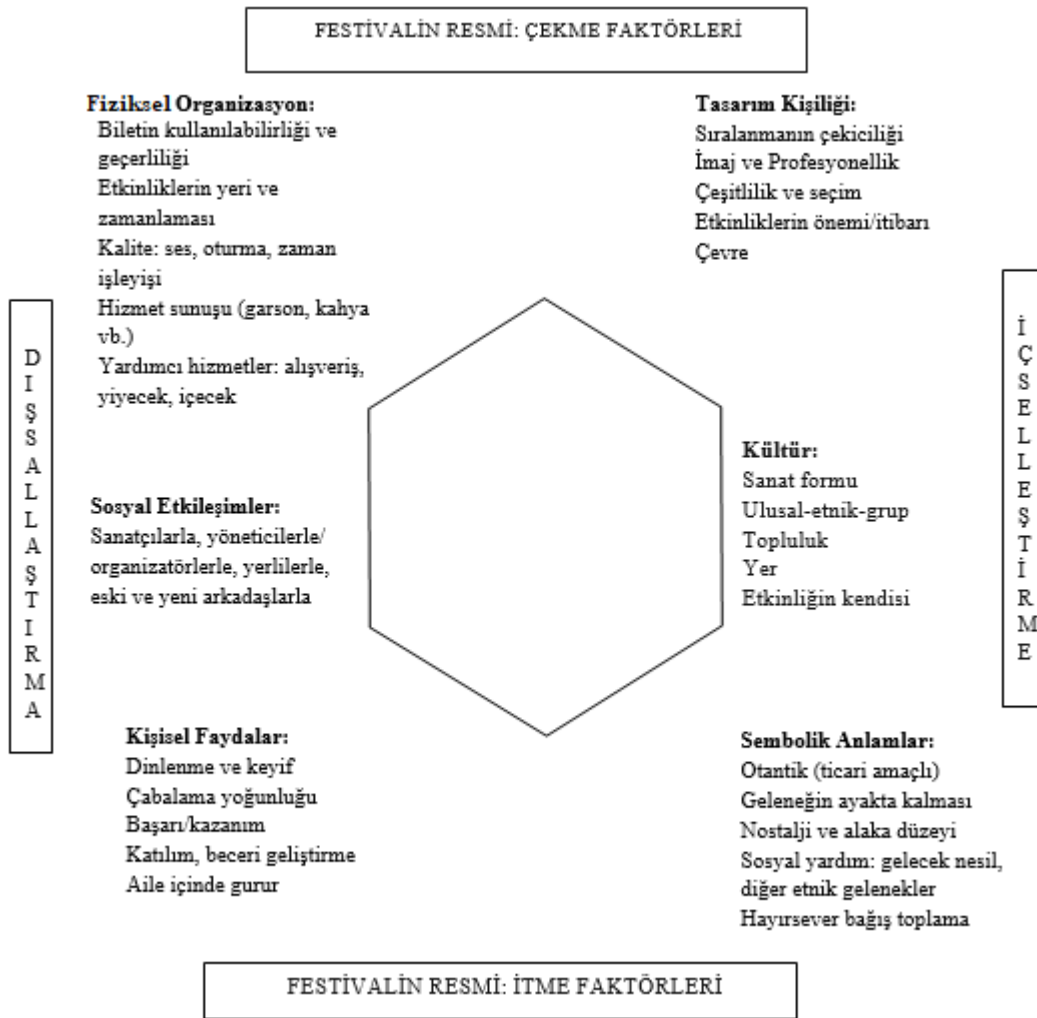 FESTİVALİN RESMİ: ÇEKME FAKTÖRLERİ
Fiziksel Organizasyon:
Biletin kullanılabilirliği ve
geçerliliği
Etkinliklerin yeri ve
zamanlaması
Kalite: ses, oturma, zaman
işleyişi
Hizmet sunuşu (garson, kahya
vb.)
Yardımcı hizmetler: alışveriş,
yiyecek, içecek
Tasarım Kişiliği:
Sıralanmanın çekiciliği
İmaj ve Profesyonellik
Çeşitlilik ve seçim
Etkinliklerin önemi/itibarı
Çevre
DIŞSALLAŞTIRMA
İÇSELLEŞTİRME
Sosyal Etkileşimler:
Sanatçılarla, yöneticilerle/
organizatörlerle, yerlilerle,
eski ve yeni arkadaşlarla
Kültür:
Sanat formu
Ulusal-etnik-grup
Topluluk
Yer
Etkinliğin kendisi
Kişisel Faydalar:
Dinlenme ve keyif
Çabalama yoğunluğu
Başarı/kazanım
Katılım, beceri geliştirme
Aile içinde gurur
Sembolik Anlamlar:
Otantik (ticari amaçlı)
Geleneğin ayakta kalması
Nostalji ve alaka düzeyi
Sosyal yardım: gelecek nesil,
diğer etnik gelenekler
Hayırsever bağış toplama
FESTİVALİN RESMİ: İTME FAKTÖRLERİ